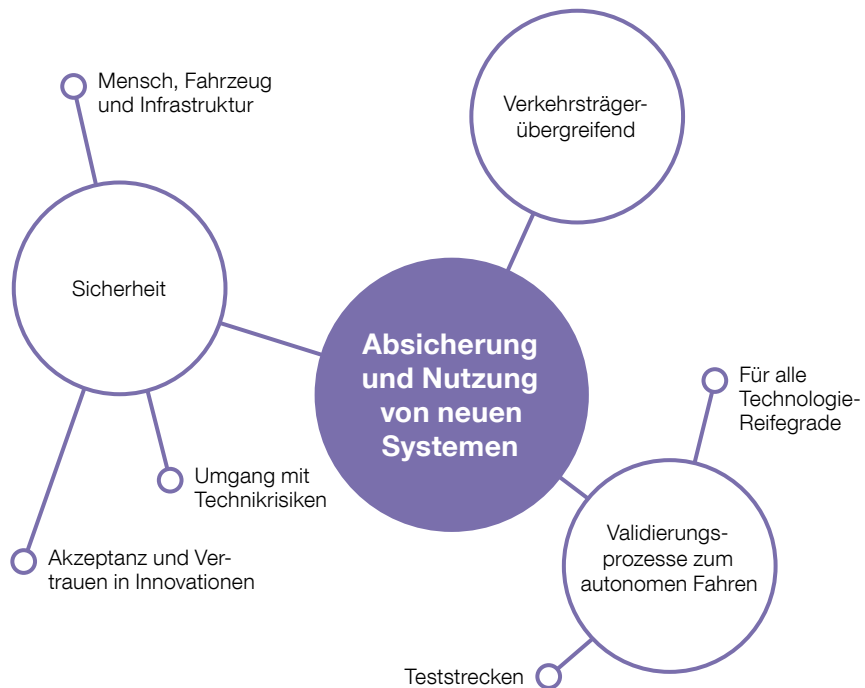 Mensch, Fahrzeug
und Infrastruktur
Verkehrsträger-
übergreifend
Sicherheit
Absicherung
und Nutzung
von neuen
Systemen
Für alle
Technologie-
Reifegrade
Umgang mit
Technikrisiken
Akzeptanz und Ver-
trauen in Innovationen
Validierungs-
prozesse zum
autonomen Fahren
Teststrecken